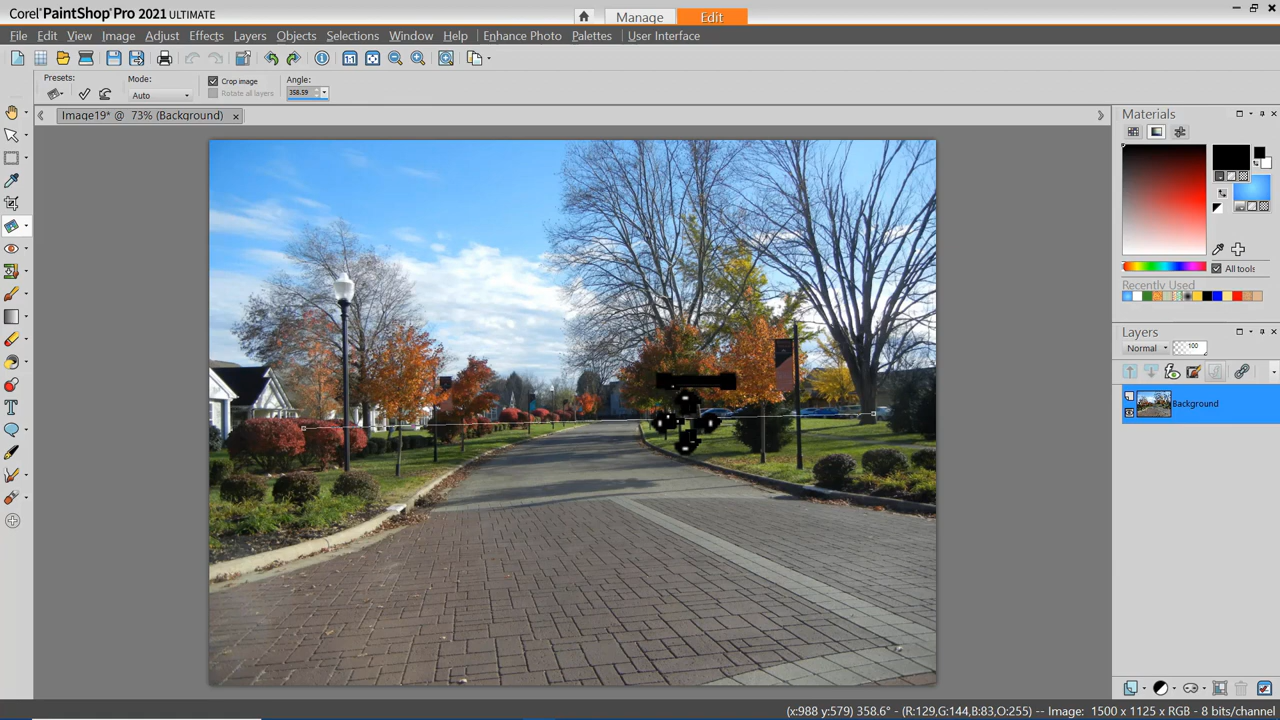 Corel® PaintShop® Pro 2021 ULTIMATE
Manage
Edit
File Edit View Image Adjust Effects Layers Objects Selections Window Help Enhance Photo Palettes User Interface
Presets:
Mode:
Auto
Crop image
Rotate all layers
Angle:
358.59
Image19* @ 73% (Background)
Materials
All tools
Recently Used
Layers
Normal
100
Background
(x:988 y:579) 358.6° - (R:129,G:144,B:83,O:255) -- Image: 1500 x 1125 x RGB - 8 bits/channel